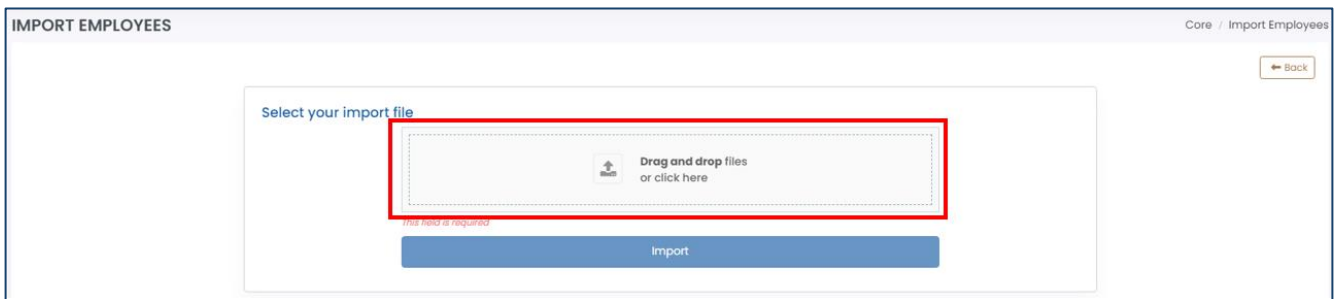 IMPORT EMPLOYEES
Core / Import Employees
Back
Select your import file
Drag and drop files
or click here
This field is required
Import